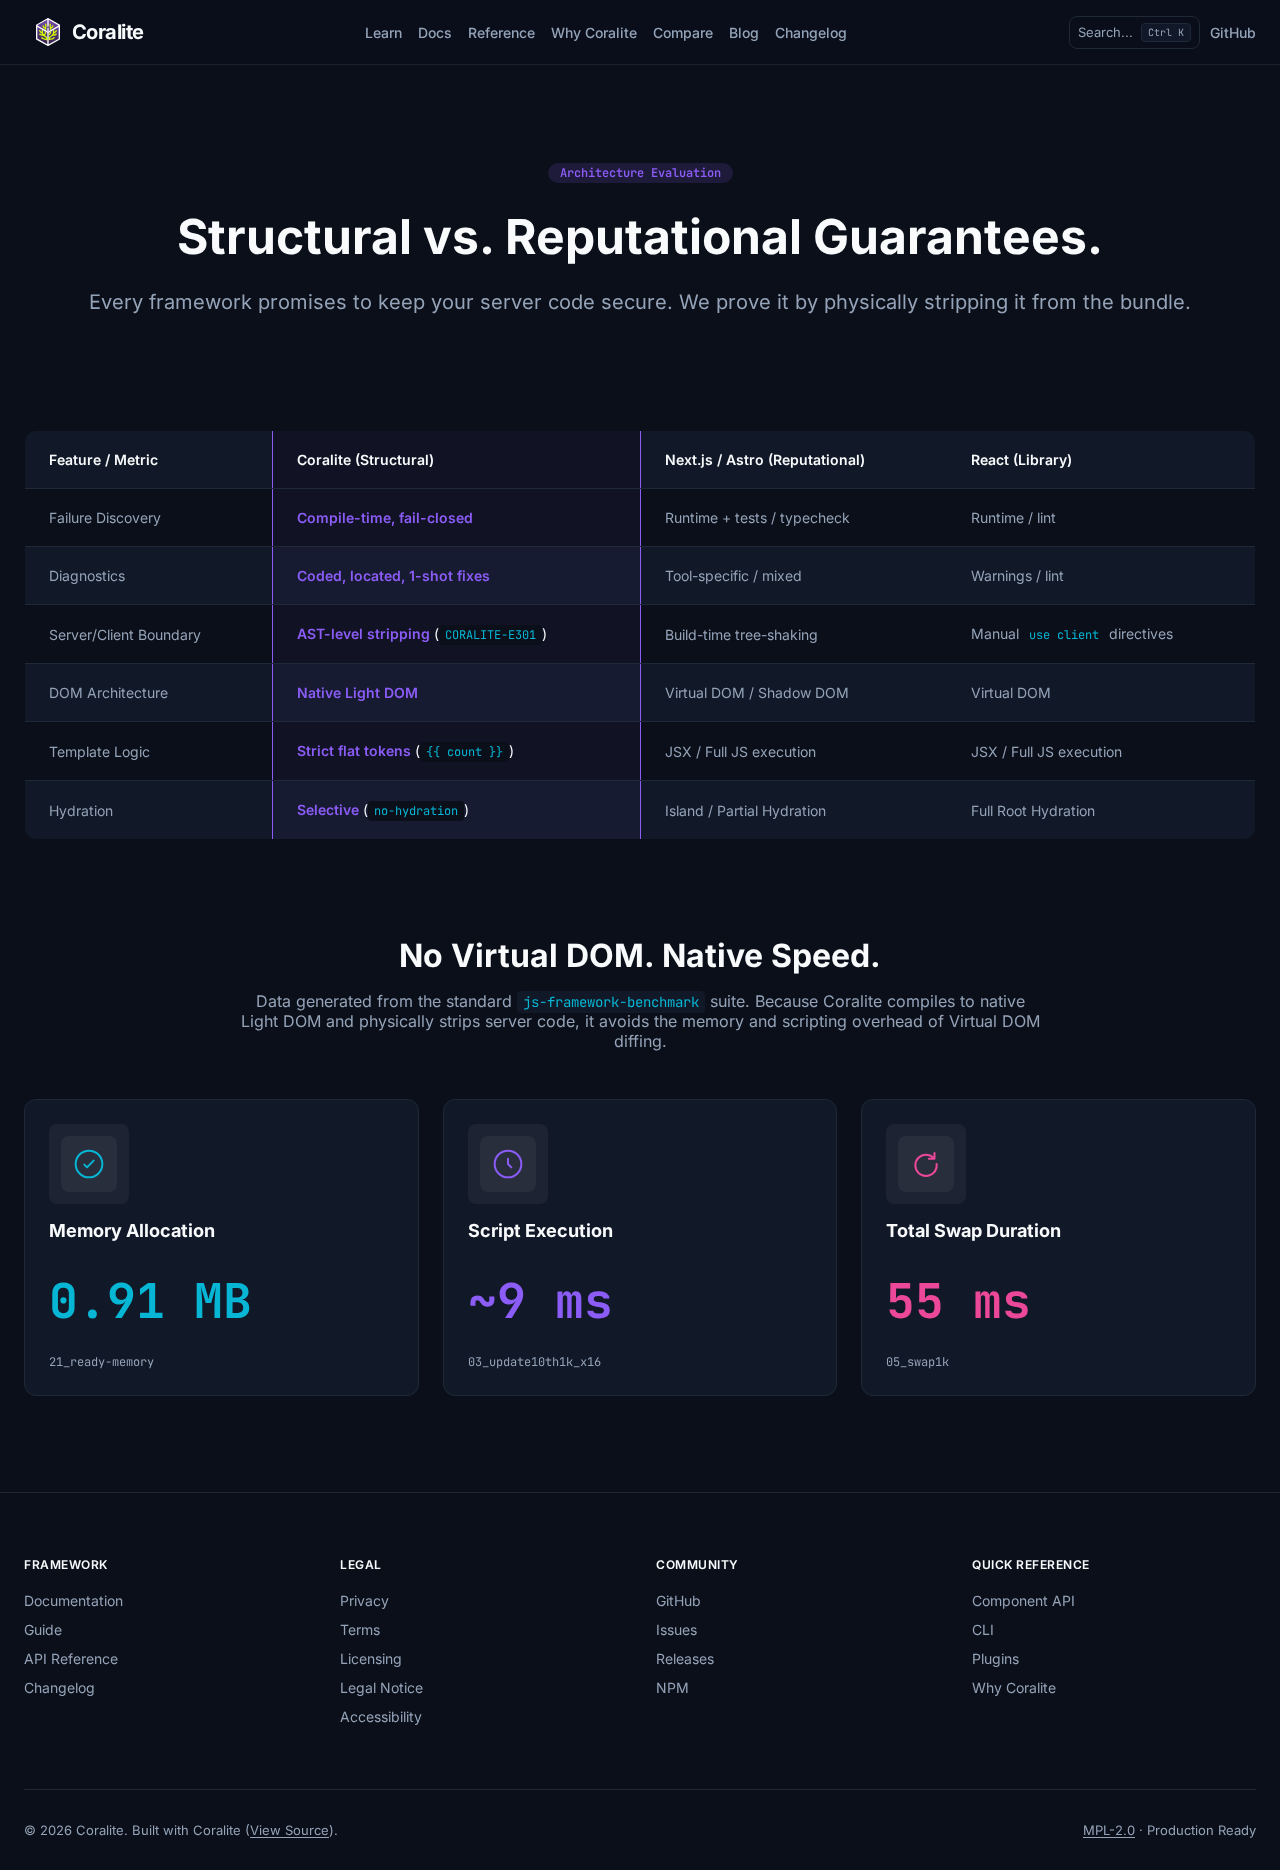 Coralite
Learn Docs Reference Why Coralite Compare Blog Changelog
Search... Ctrl K GitHub
Architecture Evaluation
Structural vs. Reputational Guarantees.
Every framework promises to keep your server code secure. We prove it by physically stripping it from the bundle.
Feature / Metric Coralite (Structural) Next.js / Astro (Reputational) React (Library)
Failure Discovery Compile-time, fail-closed Runtime + tests / typecheck Runtime / lint
Diagnostics Coded, located, 1-shot fixes Tool-specific / mixed Warnings / lint
Server/Client Boundary AST-level stripping ( CORALITE-E301 ) Build-time tree-shaking Manual use client directives
DOM Architecture Native Light DOM Virtual DOM / Shadow DOM Virtual DOM
Template Logic Strict flat tokens ( {{ count }} ) JSX / Full JS execution JSX / Full JS execution
Hydration Selective ( no-hydration ) Island / Partial Hydration Full Root Hydration
No Virtual DOM. Native Speed.
Data generated from the standard js-framework-benchmark suite. Because Coralite compiles to native
Light DOM and physically strips server code, it avoids the memory and scripting overhead of Virtual DOM
diffing.
Memory Allocation
0.91 MB
21_ready-memory
Script Execution
~9 ms
03_update10th1k_x16
Total Swap Duration
55 ms
05_swap1k
FRAMEWORK
Documentation
Guide
API Reference
Changelog
LEGAL
Privacy
Terms
Licensing
Legal Notice
Accessibility
COMMUNITY
GitHub
Issues
Releases
NPM
QUICK REFERENCE
Component API
CLI
Plugins
Why Coralite
© 2026 Coralite. Built with Coralite (View Source).
MPL-2.0 · Production Ready